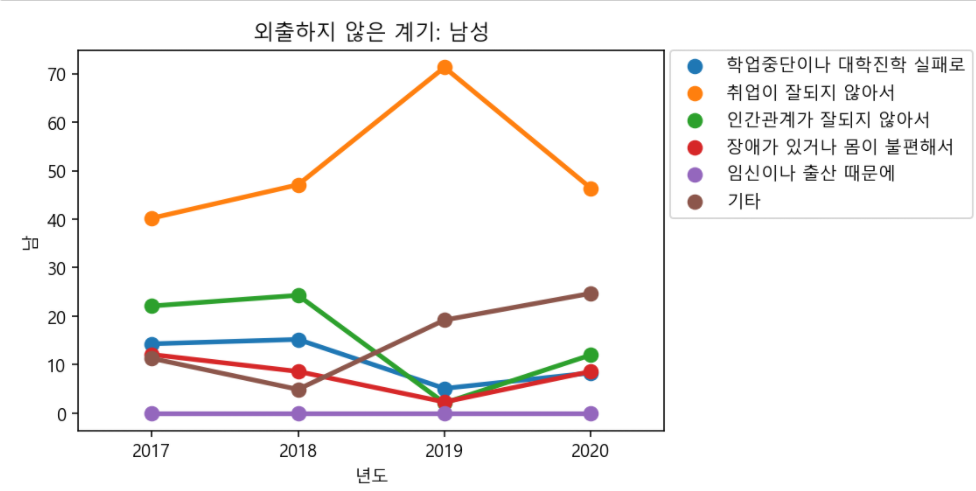 외출하지 않은 계기: 남성
70
60
50
40
30
20
10
0
남
2017 2018 2019 2020
년도
학업중단이나 대학진학 실패로
취업이 잘되지 않아서
인간관계가 잘되지 않아서
장애가 있거나 몸이 불편해서
임신이나 출산 때문에
기타